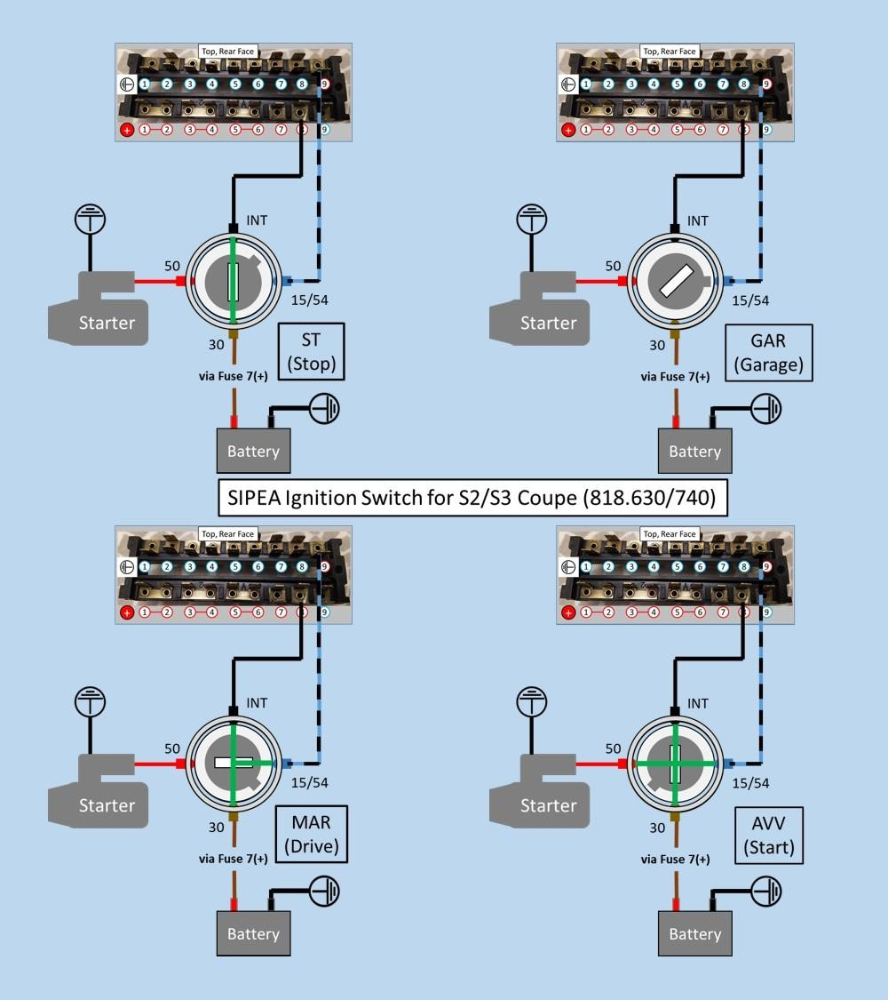 Top, Rear Face
1 2 3 4 5 6 7 8 9
+ 1 2 3 4 5 6 7 8 9
INT
50
15/54
Starter
30
ST
(Stop)
via Fuse 7(+)
Battery
Top, Rear Face
1 2 3 4 5 6 7 8 9
+ 1 2 3 4 5 6 7 8 9
INT
50
15/54
Starter
30
GAR
(Garage)
via Fuse 7(+)
Battery
SIPEA Ignition Switch for S2/S3 Coupe (818.630/740)
Top, Rear Face
1 2 3 4 5 6 7 8 9
+ 1 2 3 4 5 6 7 8 9
INT
50
15/54
Starter
30
MAR
(Drive)
via Fuse 7(+)
Battery
Top, Rear Face
1 2 3 4 5 6 7 8 9
+ 1 2 3 4 5 6 7 8 9
INT
50
15/54
Starter
30
AVV
(Start)
via Fuse 7(+)
Battery